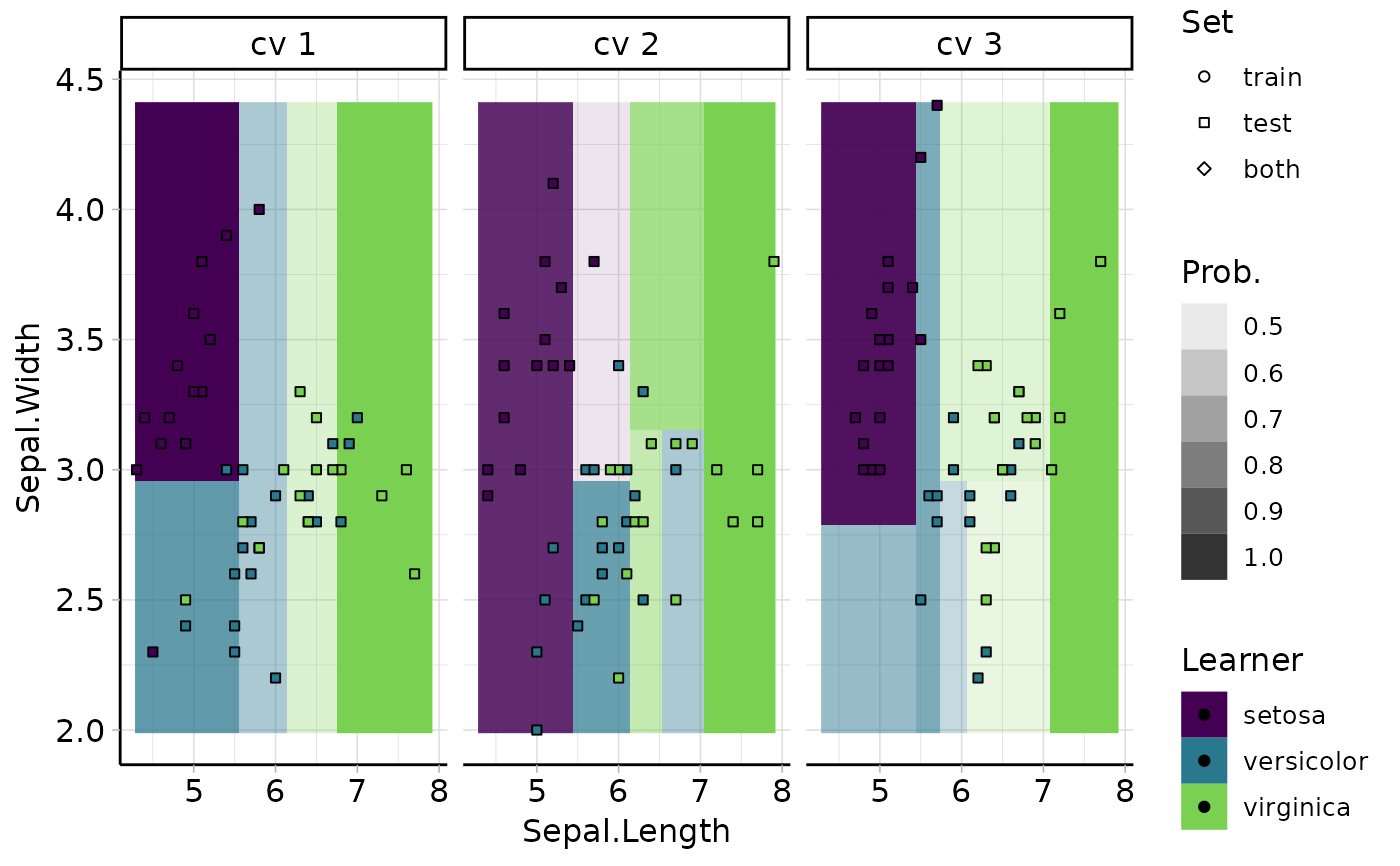 cv 1
cv 2
cv 3
4.5
4.0
3.5
3.0
2.5
2.0
Sepal.Width
5 6 7 8
5 6 7 8
5 6 7 8
Sepal.Length
Set
train
test
both
Prob.
0.5
0.6
0.7
0.8
0.9
1.0
Learner
setosa
versicolor
virginica